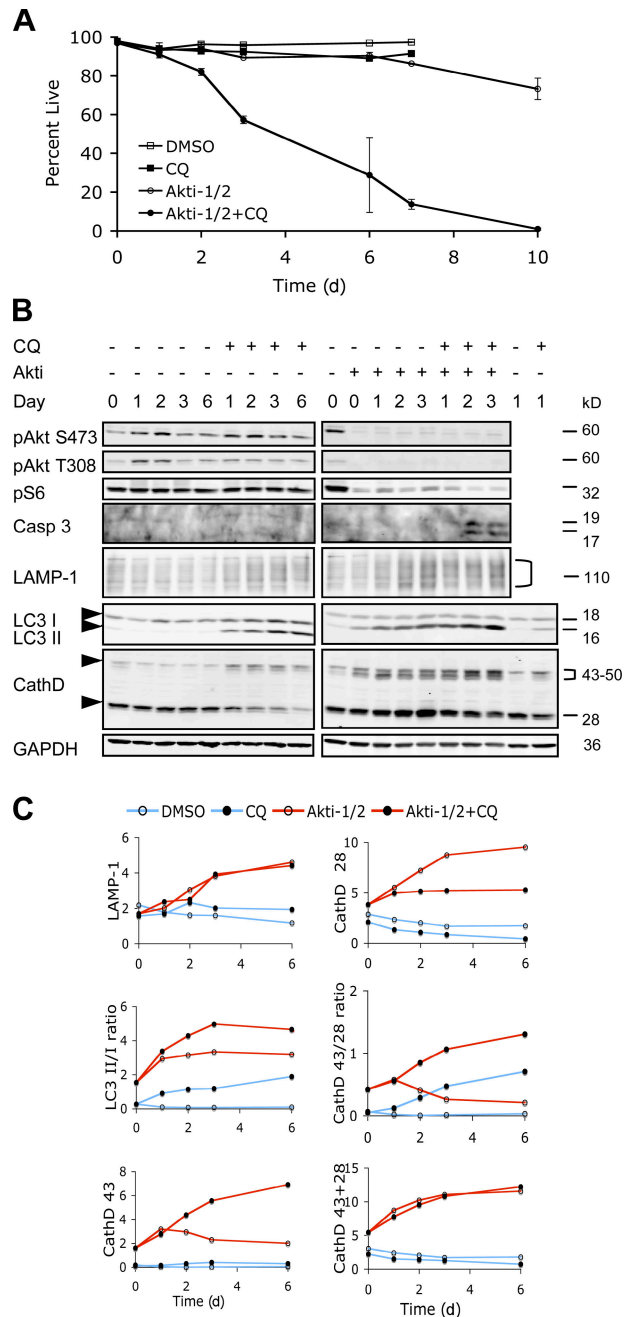 A
Percent Live
100
80
60
40
20
0
DMSO
CQ
Akti-1/2
Akti-1/2+CQ
0 2 4 6 8 10
Time (d)
B
CQ - - - - - + + + + - - - - - + + + - +
Akti - + + + + + + + - -
Day 0 1 2 3 6 1 2 3 6 0 0 1 2 3 1 2 3 1 1 kD
pAkt S473 60
pAkt T308 60
pS6 32
Casp 3 19
17
LAMP-1 110
LC3 I 18
LC3 II 16
CathD 43-50
28
GAPDH 36
C
DMSO CQ Akti-1/2 Akti-1/2+CQ
LAMP-1
6
4
2
0
0 2 4 6
CathD 28
10
5
0
0 2 4 6
LC3 II/I ratio
6
4
2
0
0 2 4 6
CathD 43/28 ratio
2
1
0
0 2 4 6
CathD 43
8
6
4
2
0
0 2 4 6
Time (d)
CathD 43+28
15
10
5
0
0 2 4 6
Time (d)